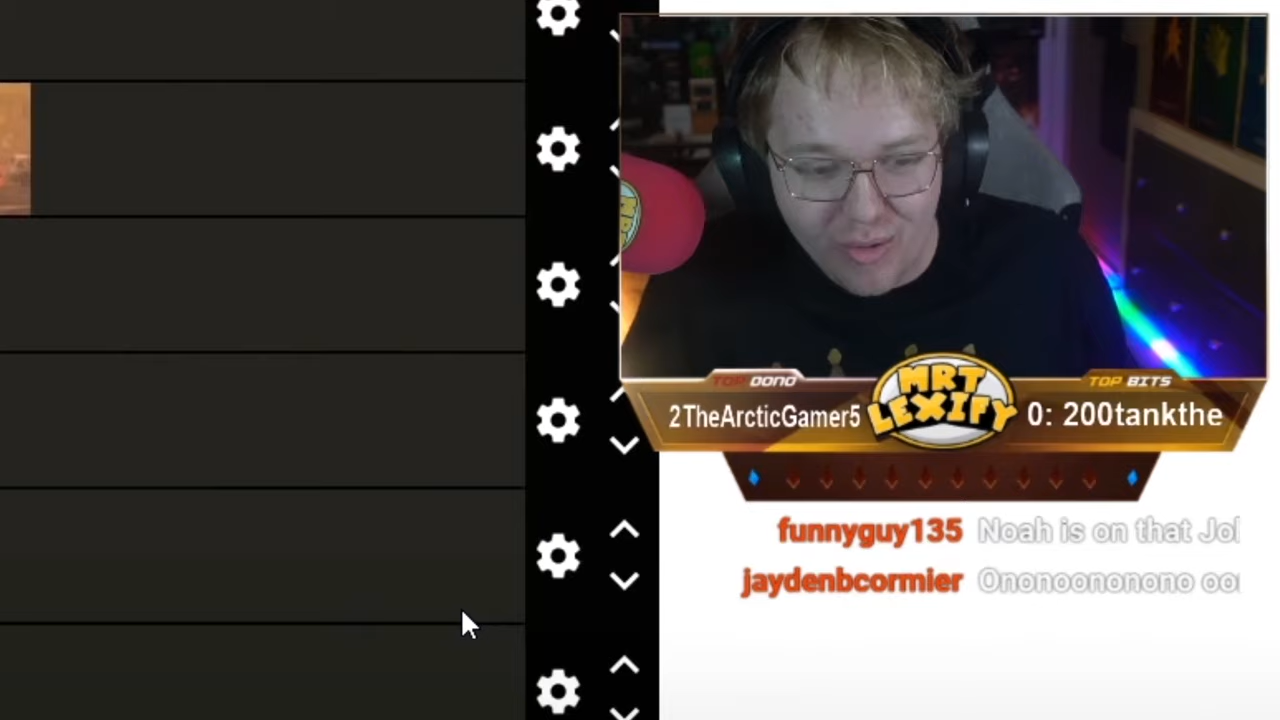 TOP DONO
TOP BITS
MRT
LEXIFY
2TheArcticGamer5
0: 200tankthe
funnyguy135 Noah is on that Jol
jaydenbcormier Ononoononono oo